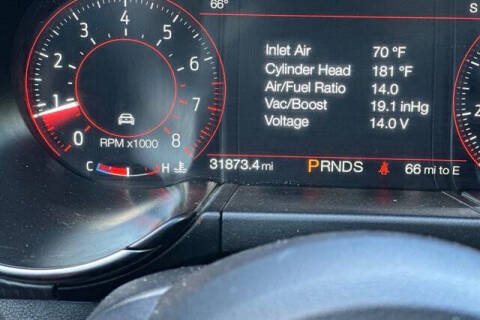 66°
S
Inlet Air 70 °F
Cylinder Head 181 °F
Air/Fuel Ratio 14.0
Vac/Boost 19.1 inHg
Voltage 14.0 V
0 1 2 3 4 5 6 7 8
RPM x1000
C H
31873.4 mi PRNDS 66 mi to E